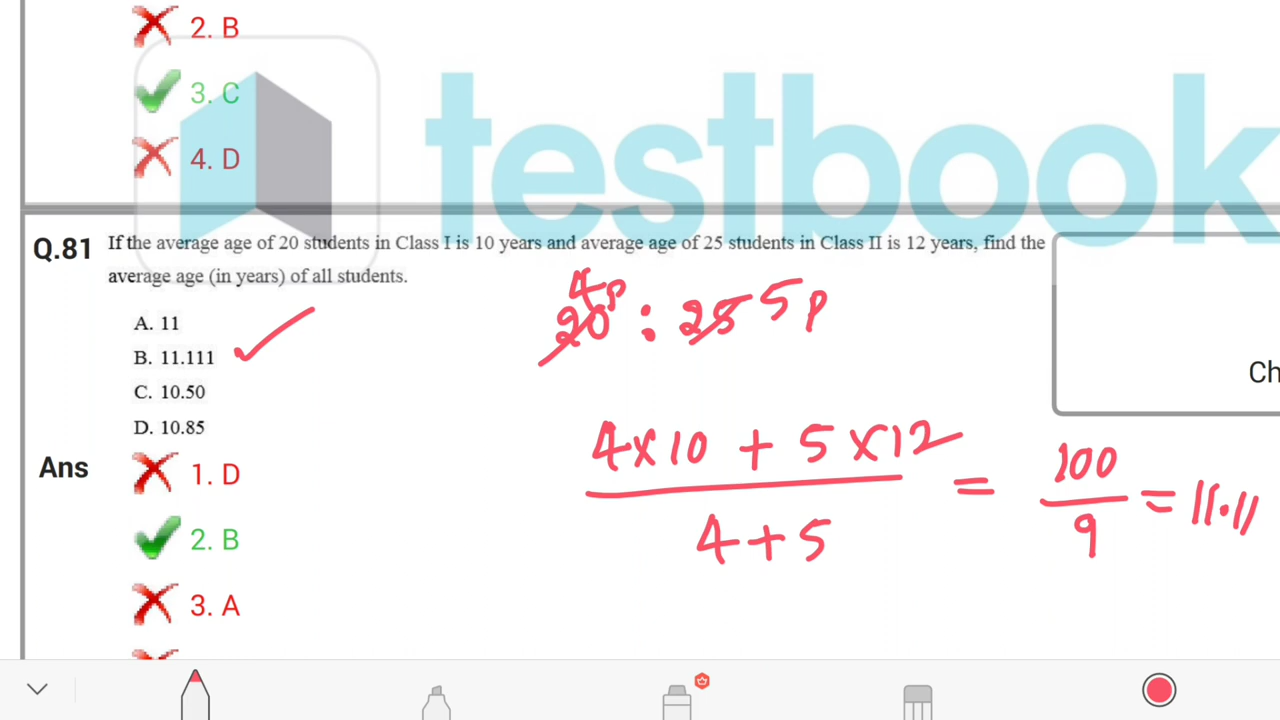 2. B
3. C
4. D
testbook
Q.81 If the average age of 20 students in Class I is 10 years and average age of 25 students in Class II is 12 years, find the
average age (in years) of all students.
4P
20 : 25 5P
A. 11
B. 11.111
C. 10.50
D. 10.85
Ch
4×10 + 5×12
4+5
= 100
9
= 11.11
Ans 1. D
2. B
3. A